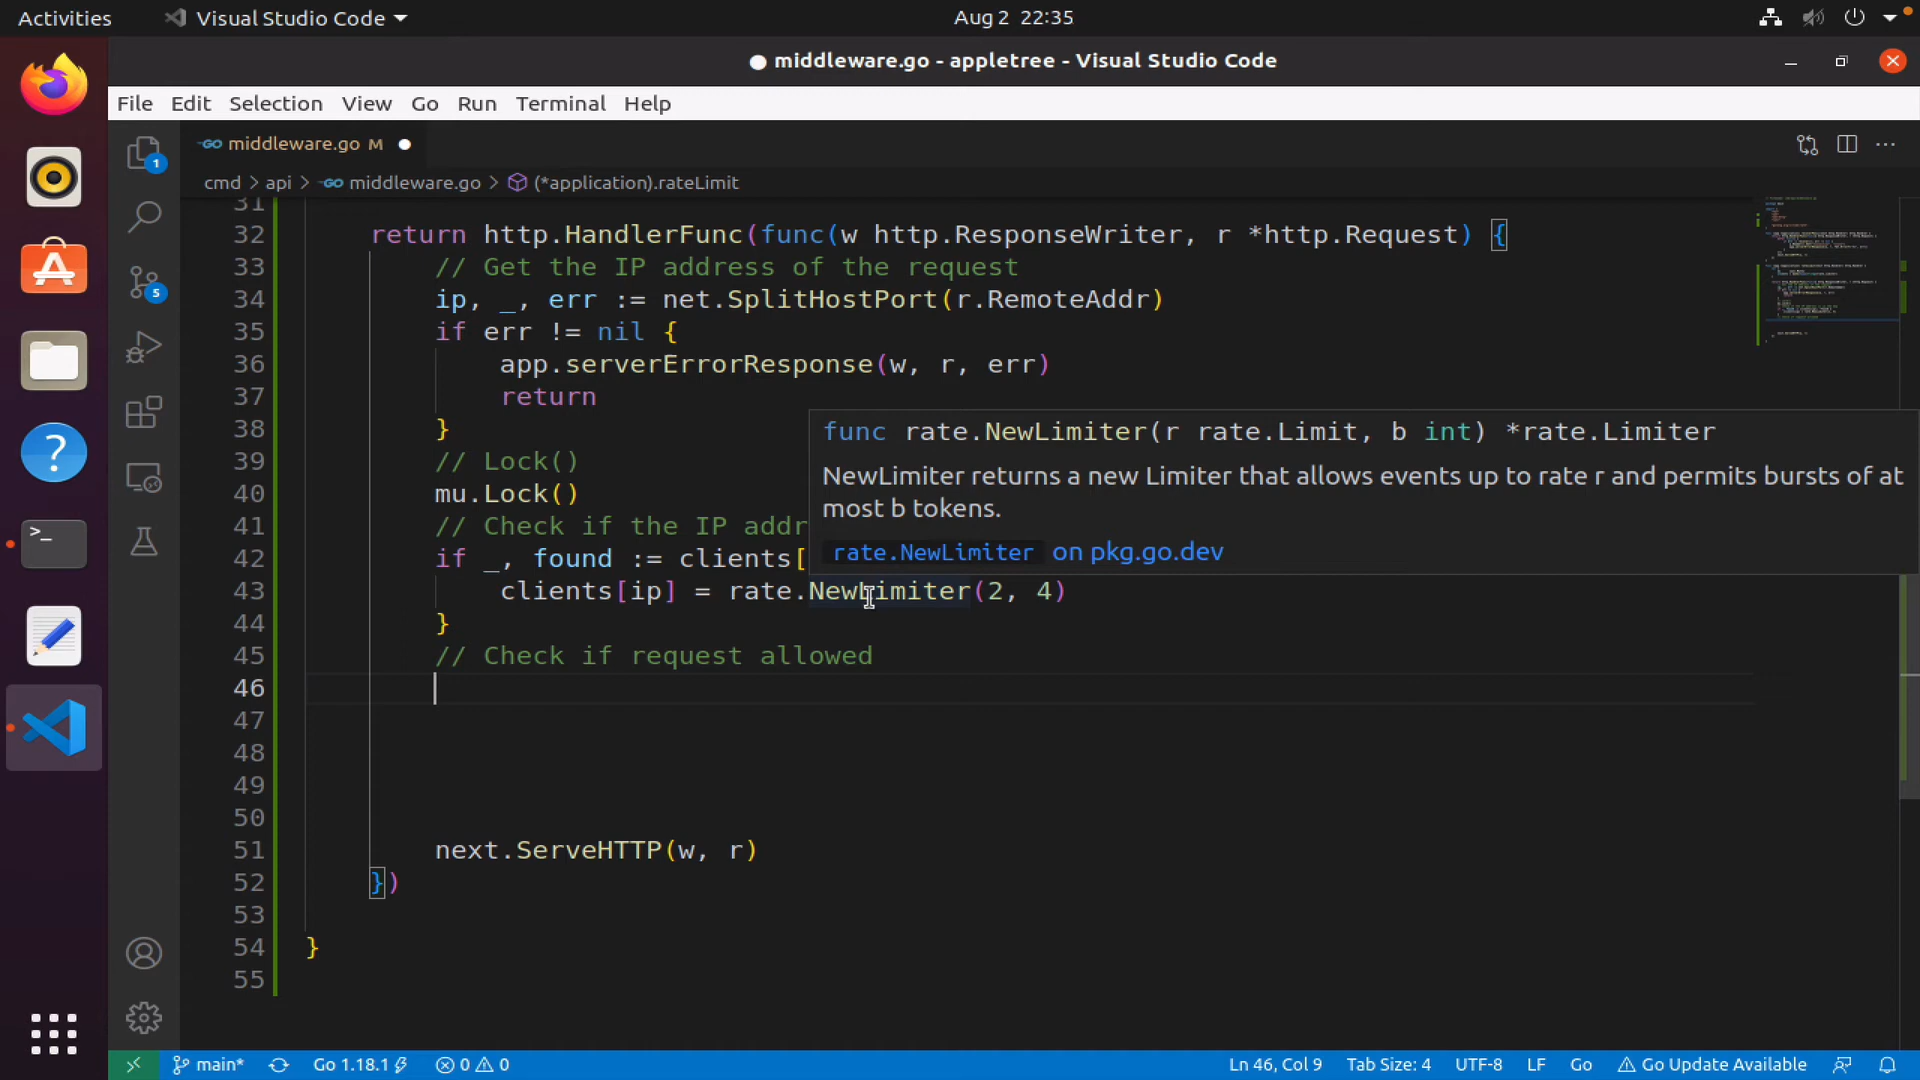 Activities
Visual Studio Code
Aug 2 22:35
● middleware.go - appletree - Visual Studio Code
File Edit Selection View Go Run Terminal Help
middleware.go M
cmd > api > middleware.go > (*application).rateLimit
31
32 return http.HandlerFunc(func(w http.ResponseWriter, r *http.Request) {
33 // Get the IP address of the request
34 ip, _, err := net.SplitHostPort(r.RemoteAddr)
35 if err != nil {
36 app.serverErrorResponse(w, r, err)
37 return
38 }
39 // Lock()
40 mu.Lock()
41 // Check if the IP addr
42 if _, found := clients[
43 clients[ip] = rate.NewLimiter(2, 4)
44 }
45 // Check if request allowed
46
47
48
49
50
51 next.ServeHTTP(w, r)
52 })
53
54 }
55
func rate.NewLimiter(r rate.Limit, b int) *rate.Limiter
NewLimiter returns a new Limiter that allows events up to rate r and permits bursts of at
most b tokens.
rate.NewLimiter on pkg.go.dev
1
5
main* Go 1.18.1 0 0 Ln 46, Col 9 Tab Size: 4 UTF-8 LF Go Go Update Available